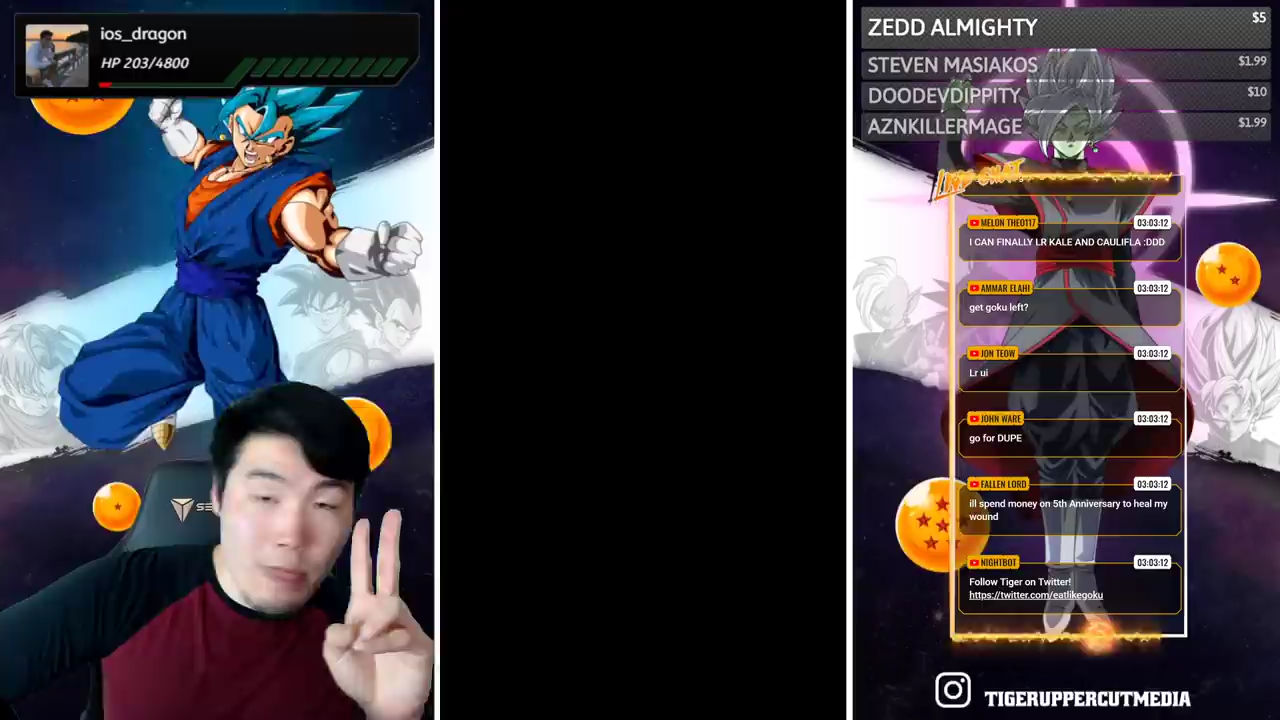 ios_dragon
HP 203/4800
ZEDD ALMIGHTY
$5
STEVEN MASIAKOS
$1.99
DOODEVDIPPITY
$10
AZNKILLERMAGE
$1.99
LIVE CHAT
MELON THEO117
03:03:12
I CAN FINALLY LR KALE AND CAULIFLA :DDD
AMMAR ELAHI
03:03:12
get goku left?
JON TEOW
03:03:12
Lr ui
JOHN WARE
03:03:12
go for DUPE
FALLEN LORD
03:03:12
ill spend money on 5th Anniversary to heal my
wound
NIGHTBOT
03:03:12
Follow Tiger on Twitter!
https://twitter.com/eatlikegoku
TIGERUPPERCUTMEDIA